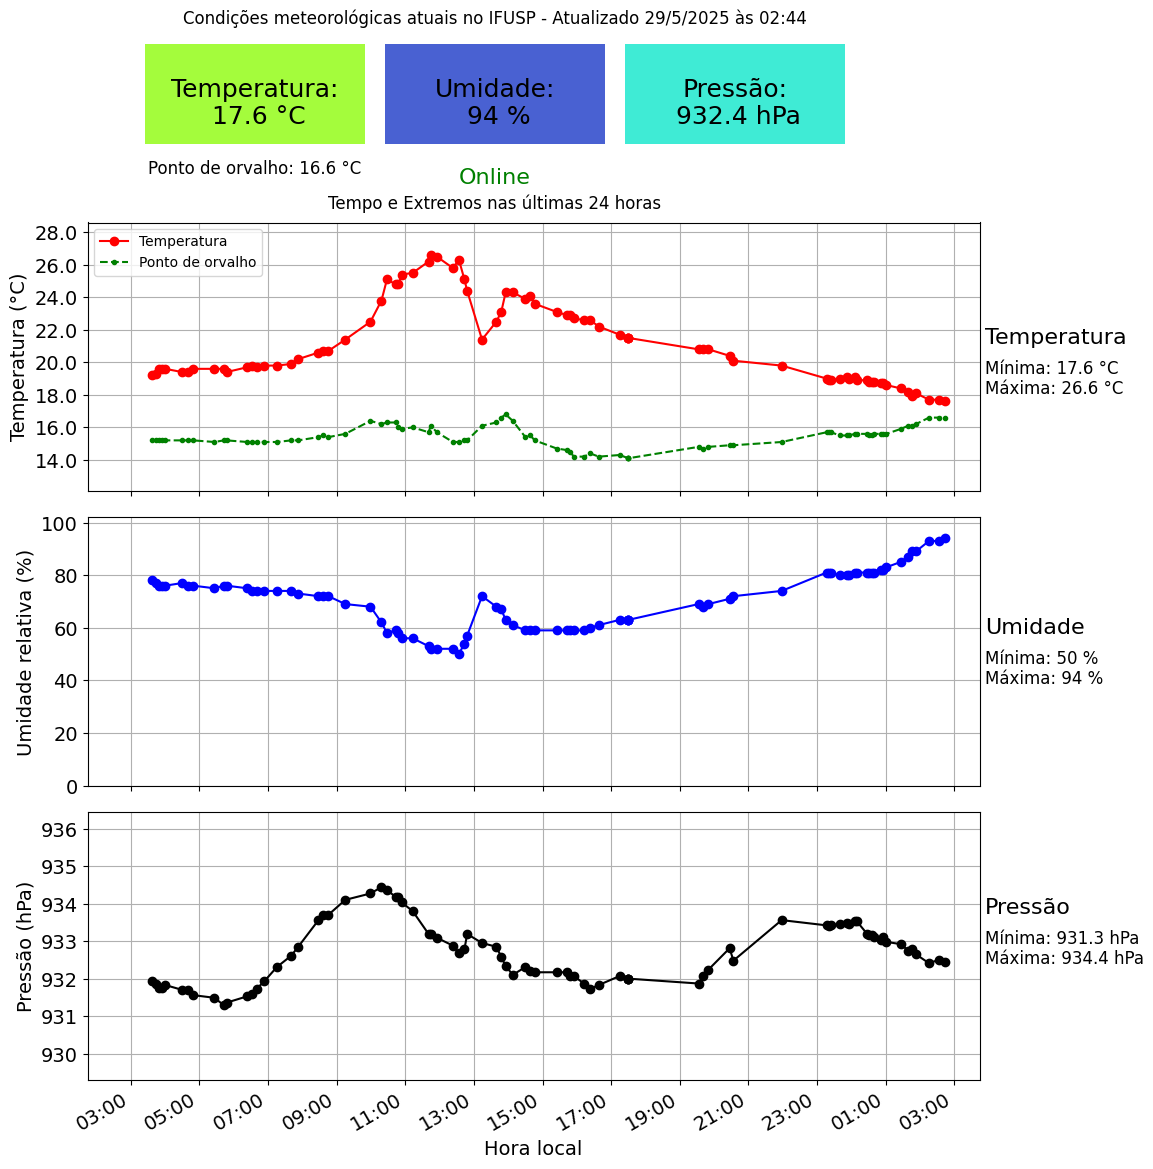 Condições meteorológicas atuais no IFUSP - Atualizado 29/5/2025 às 02:44
Temperatura:
17.6 °C
Umidade:
94 %
Pressão:
932.4 hPa
Ponto de orvalho: 16.6 °C
Online
Tempo e Extremos nas últimas 24 horas
Temperatura (°C)
28.0
26.0
24.0
22.0
20.0
18.0
16.0
14.0
Temperatura
Ponto de orvalho
Temperatura
Mínima: 17.6 °C
Máxima: 26.6 °C
Umidade relativa (%)
100
80
60
40
20
0
Umidade
Mínima: 50 %
Máxima: 94 %
Pressão (hPa)
936
935
934
933
932
931
930
Pressão
Mínima: 931.3 hPa
Máxima: 934.4 hPa
03:00 05:00 07:00 09:00 11:00 13:00 15:00 17:00 19:00 21:00 23:00 01:00 03:00
Hora local